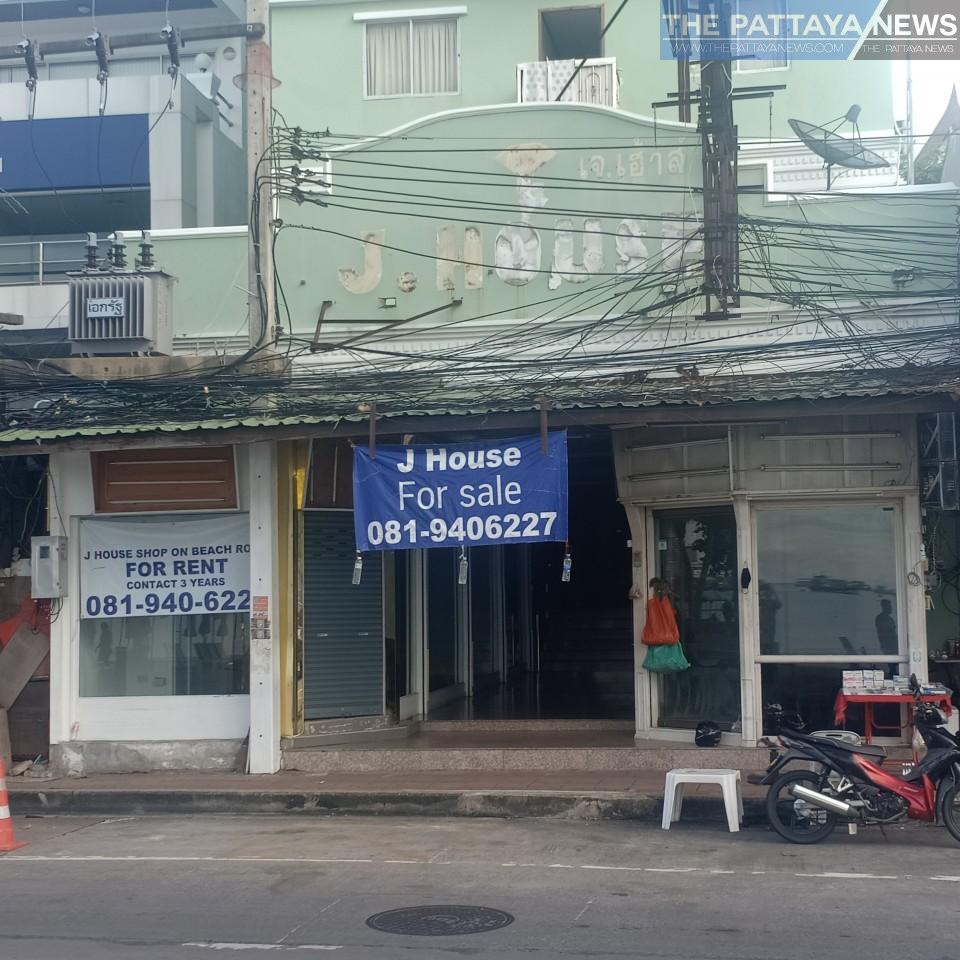 THE PATTAYA NEWS
WWW.THEPATTAYANEWS.COM
THE PATTAYA NEWS
เจ.เฮ้าส์
J. HOUSE
เอกรัฐ
J House
For sale
081-9406227
J HOUSE SHOP ON BEACH RO
FOR RENT
CONTACT 3 YEARS
081-940-622